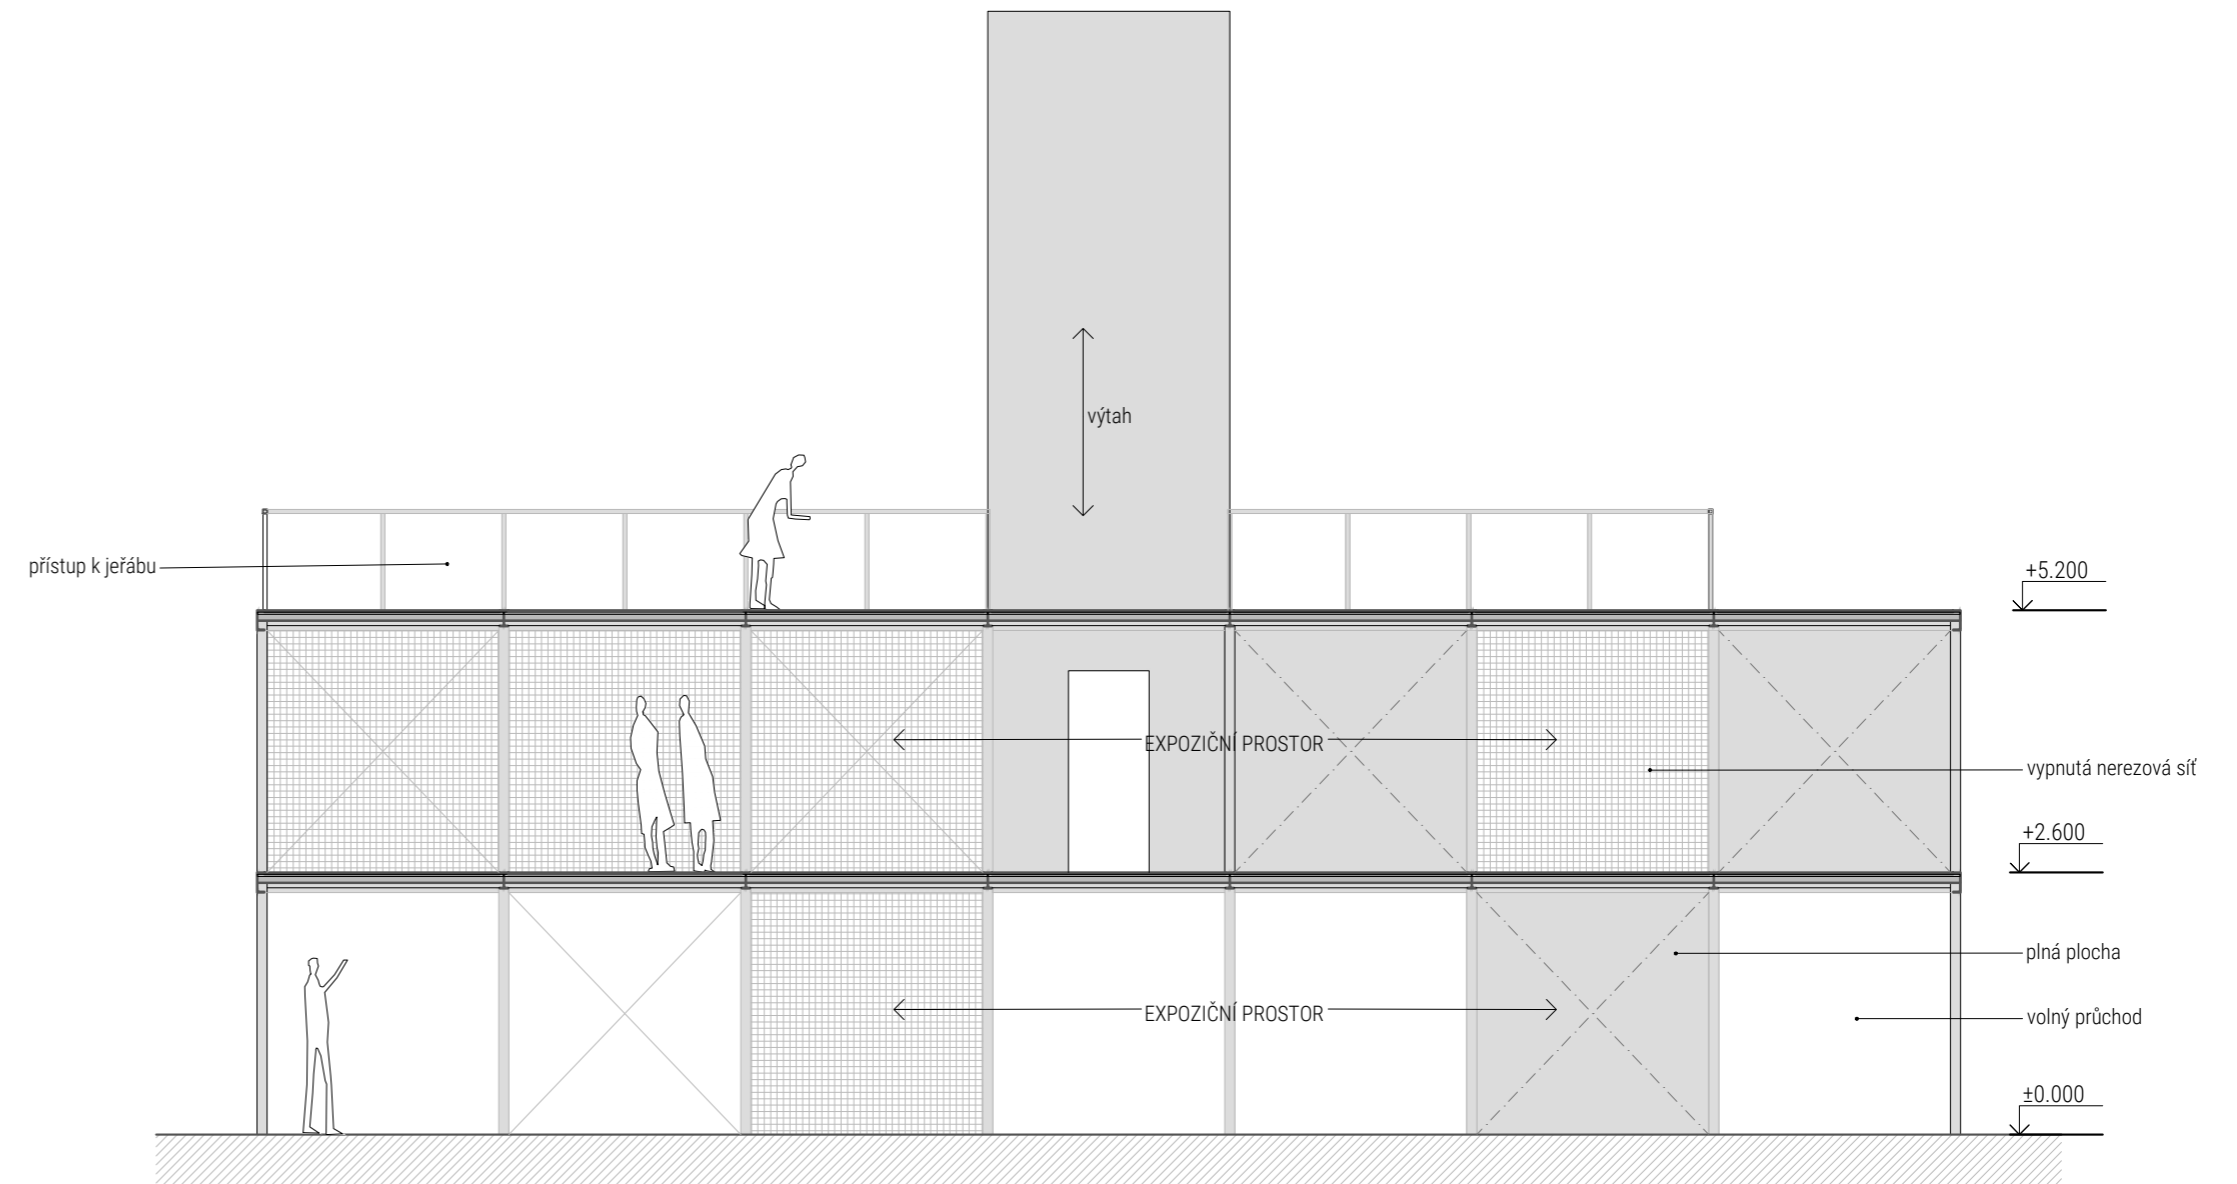 výtah
přístup k jeřábu
+5.200
EXPOZIČNÍ PROSTOR
vypnutá nerezová síť
+2.600
plná plocha
EXPOZIČNÍ PROSTOR
volný průchod
±0.000